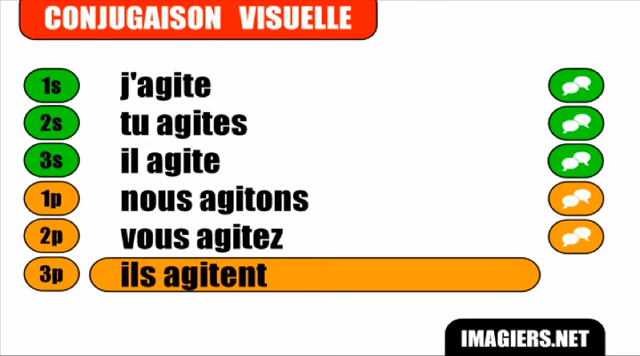 CONJUGAISON VISUELLE
1s j'agite
2s tu agites
3s il agite
1p nous agitons
2p vous agitez
3p ils agitent
IMAGIERS.NET